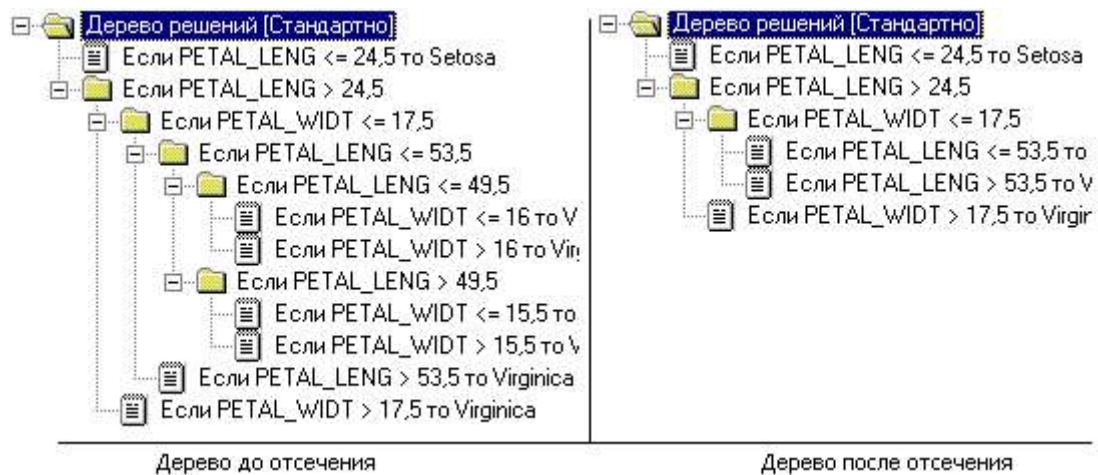 Дерево решений [Стандартно]
Если PETAL_LENG <= 24,5 то Setosa
Если PETAL_LENG > 24,5
Если PETAL_WIDT <= 17,5
Если PETAL_LENG <= 53,5
Если PETAL_LENG <= 49,5
Если PETAL_WIDT <= 16 то V
Если PETAL_WIDT > 16 то Virg
Если PETAL_LENG > 49,5
Если PETAL_WIDT <= 15,5 то
Если PETAL_WIDT > 15,5 то V
Если PETAL_LENG > 53,5 то Virginica
Если PETAL_WIDT > 17,5 то Virginica
Дерево до отсечения
Дерево решений [Стандартно]
Если PETAL_LENG <= 24,5 то Setosa
Если PETAL_LENG > 24,5
Если PETAL_WIDT <= 17,5
Если PETAL_LENG <= 53,5 то
Если PETAL_LENG > 53,5 то V
Если PETAL_WIDT > 17,5 то Virgir
Дерево после отсечения